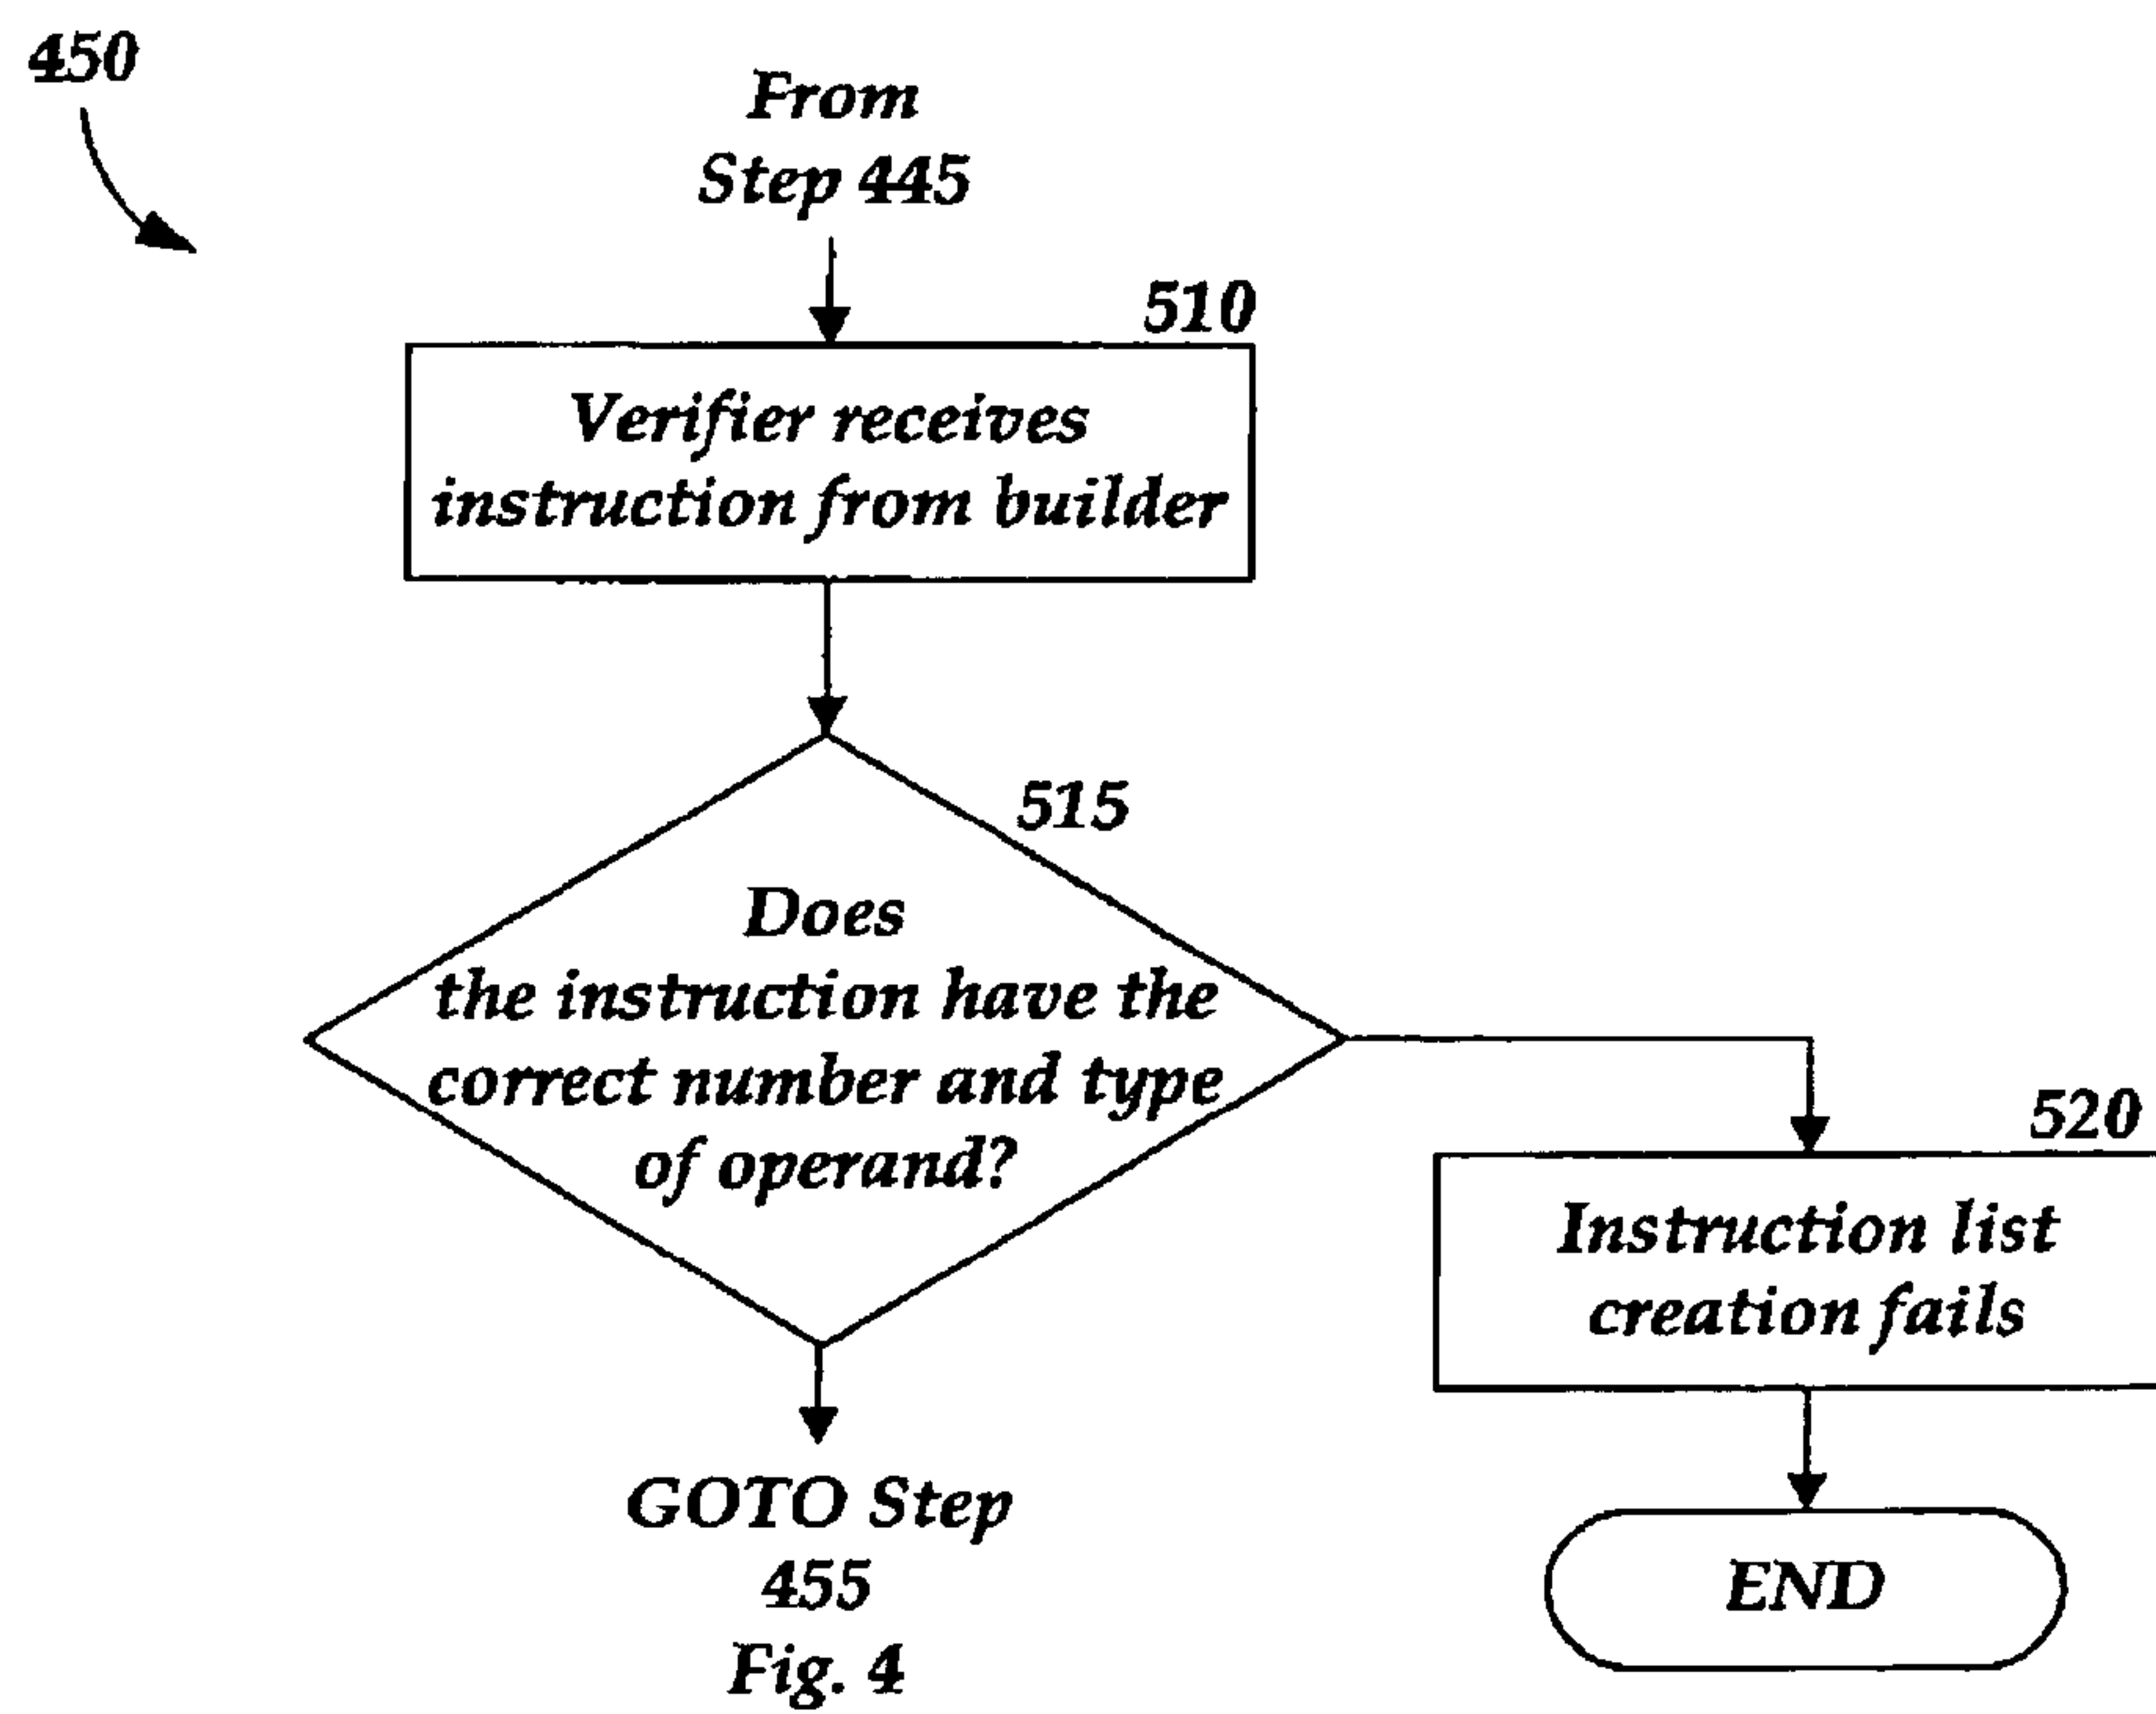 450
From
Step 445
510
Verifier receives
instruction from builder
515
Does
the instruction have the
correct number and type
of operand?
520
Instruction list
creation fails
GOTO Step
455
Fig. 4
END